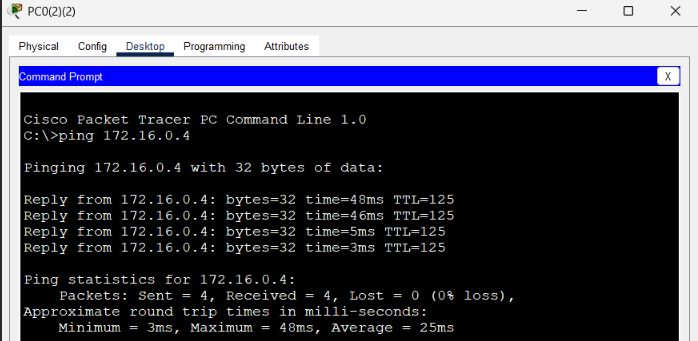 PC0(2)(2)
Physical Config Desktop Programming Attributes
Command Prompt X
Cisco Packet Tracer PC Command Line 1.0
C:\>ping 172.16.0.4
Pinging 172.16.0.4 with 32 bytes of data:
Reply from 172.16.0.4: bytes=32 time=48ms TTL=125
Reply from 172.16.0.4: bytes=32 time=46ms TTL=125
Reply from 172.16.0.4: bytes=32 time=5ms TTL=125
Reply from 172.16.0.4: bytes=32 time=3ms TTL=125
Ping statistics for 172.16.0.4:
    Packets: Sent = 4, Received = 4, Lost = 0 (0% loss),
Approximate round trip times in milli-seconds:
    Minimum = 3ms, Maximum = 48ms, Average = 25ms